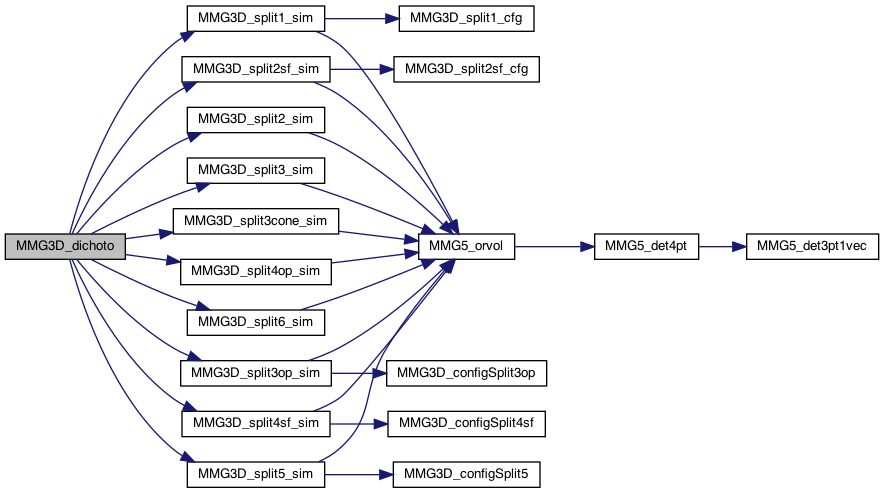 MMG3D_split1_sim
MMG3D_split1_cfg
MMG3D_split2sf_sim
MMG3D_split2sf_cfg
MMG3D_split2_sim
MMG3D_split3_sim
MMG3D_split3cone_sim
MMG3D_dichoto
MMG5_orvol
MMG5_det4pt
MMG5_det3pt1vec
MMG3D_split4op_sim
MMG3D_split6_sim
MMG3D_split3op_sim
MMG3D_configSplit3op
MMG3D_split4sf_sim
MMG3D_configSplit4sf
MMG3D_split5_sim
MMG3D_configSplit5